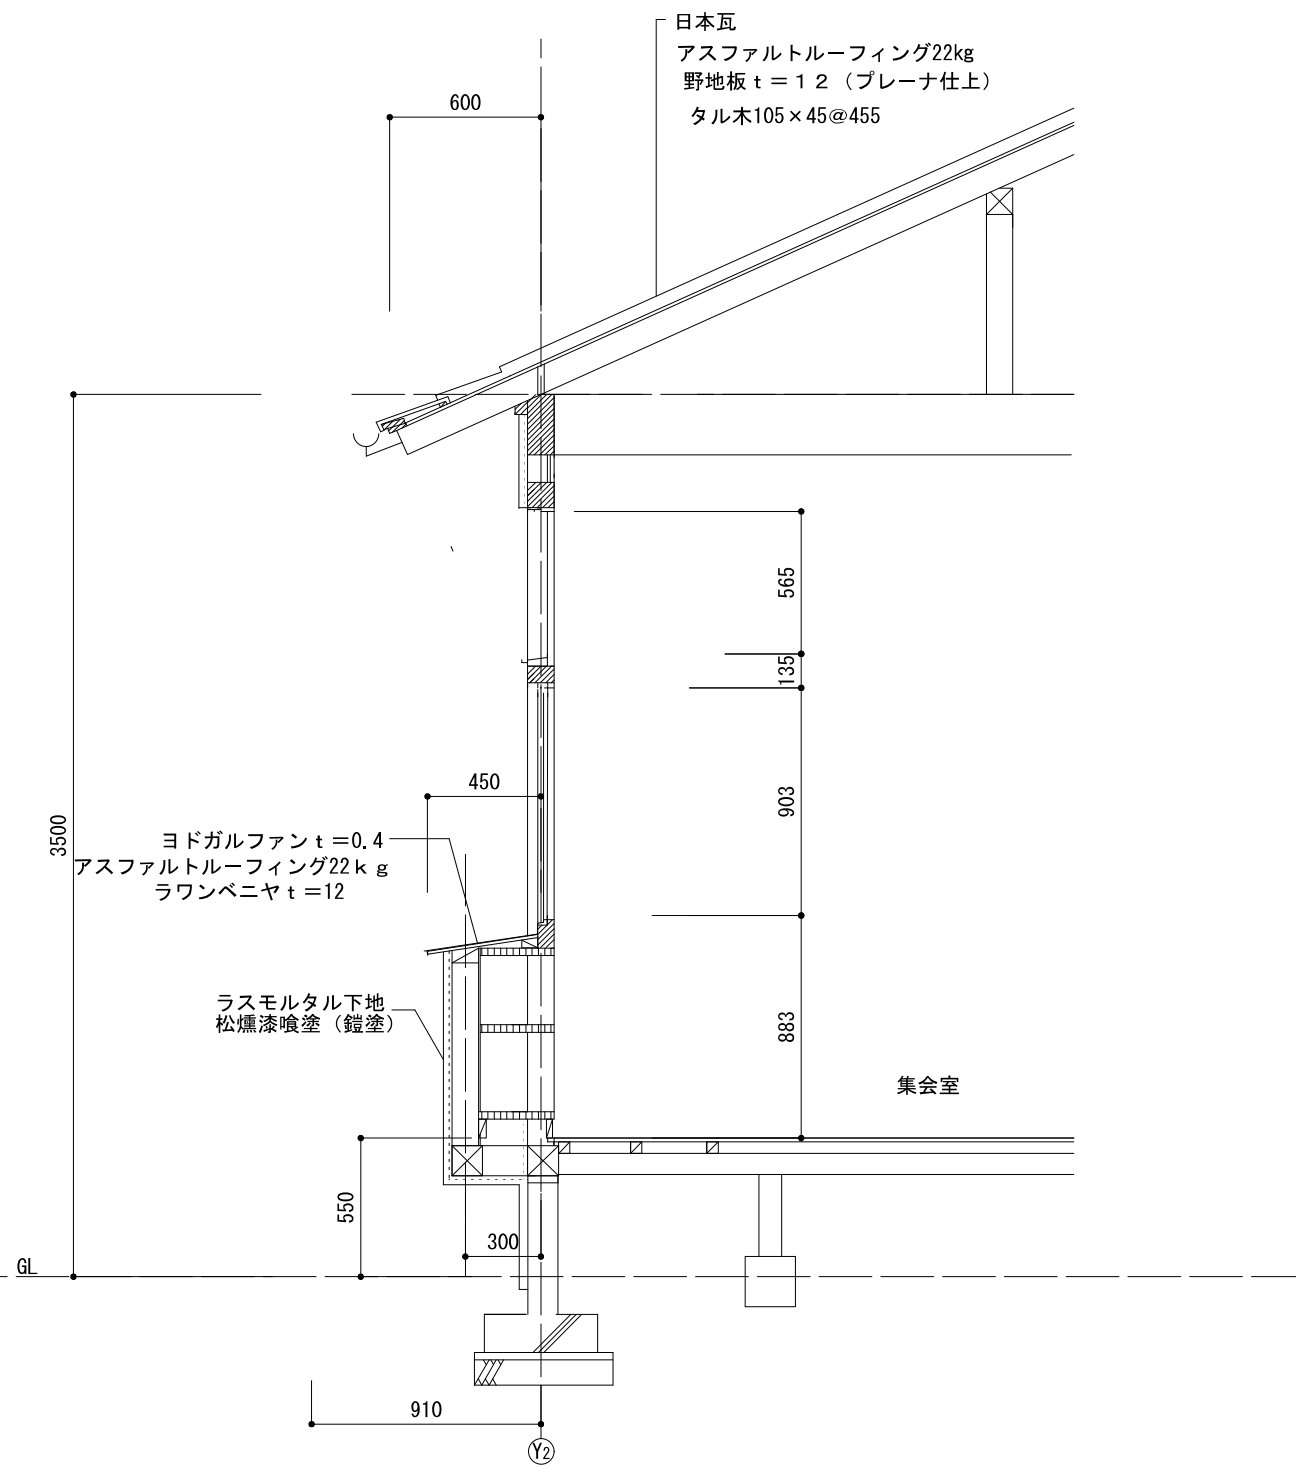 日本瓦
アスファルトルーフィング22kg
野地板ｔ＝１２（プレーナ仕上）
タル木105×45@455
600
565
135
903
883
450
3500
ヨドガルファンｔ＝0.4
アスファルトルーフィング22ｋｇ
ラワンベニヤｔ＝12
ラスモルタル下地
松燻漆喰塗（鎧塗）
集会室
550
300
GL
910
Y2